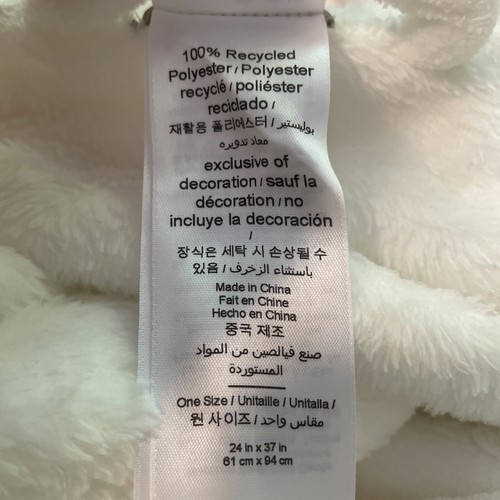 100% Recycled
Polyester / Polyester
recyclé / poliéster
reciclado /
재활용 폴리에스터 / بوليستير
معاد تدويره
exclusive of
decoration / sauf la
décoration / no
incluye la decoración
/
장식은 세탁 시 손상될 수
있음 / باستثناء الزخرف
Made in China
Fait en Chine
Hecho en China
중국 제조
صنع فيالصين من المواد
المستوردة
One Size / Unitaille / Unitalla /
원 사이즈 / مقاس واحد
24 in x 37 in
61 cm x 94 cm